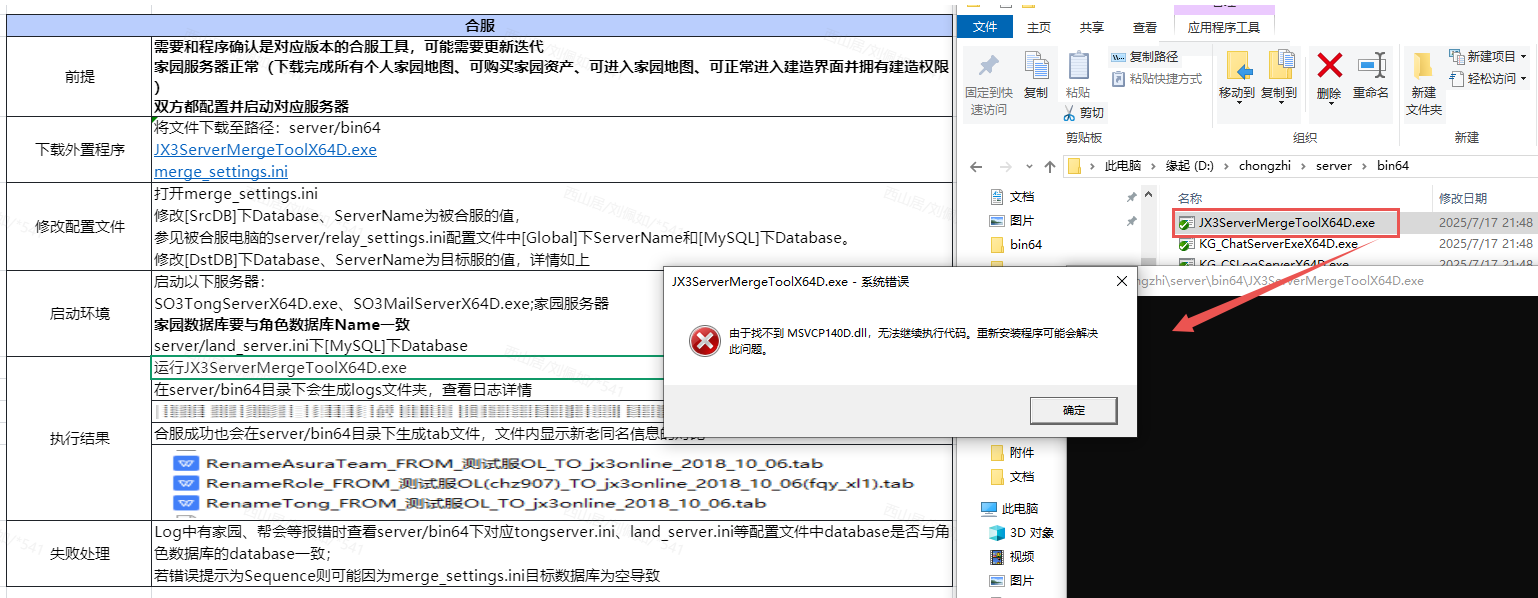 合服
前提
需要和程序确认是对应版本的合服工具，可能需要更新迭代
家园服务器正常（下载完成所有个人家园地图、可购买家园资产、可进入家园地图、可正常进入建造界面并拥有建造权限
）
双方都配置并启动对应服务器
下载外置程序
将文件下载至路径：server/bin64
JX3ServerMergeToolX64D.exe
merge_settings.ini
修改配置文件
打开merge_settings.ini
修改[SrcDB]下Database、ServerName为被合服的值，
参见被合服电脑的server/relay_settings.ini配置文件中[Global]下ServerName和[MySQL]下Database。
修改[DstDB]下Database、ServerName为目标服的值，详情如上
启动环境
启动以下服务器：
SO3TongServerX64D.exe、SO3MailServerX64D.exe;家园服务器
家园数据库要与角色数据库Name一致
server/land_server.ini下[MySQL]下Database
执行结果
运行JX3ServerMergeToolX64D.exe
在server/bin64目录下会生成logs文件夹，查看日志详情
合服成功也会在server/bin64目录下生成tab文件，文件内显示新老同名信息的对比
RenameAsuraTeam_FROM_测试服OL_TO_jx3online_2018_10_06.tab
RenameRole_FROM_测试服OL(chz907)_TO_jx3online_2018_10_06(fqy_xl1).tab
RenameTong_FROM_测试服OL_TO_jx3online_2018_10_06.tab
失败处理
Log中有家园、帮会等报错时查看server/bin64下对应tongserver.ini、land_server.ini等配置文件中database是否与角
色数据库的database一致；
若错误提示为Sequence则可能因为merge_settings.ini目标数据库为空导致
文件
主页
共享
查看
应用程序工具
固定到快
速访问
复制
粘贴
复制路径
粘贴快捷方式
剪切
剪贴板
移动到
复制到
删除
重命名
组织
新建
文件夹
新建项目
轻松访问
新建
此电脑 > 缘起 (D:) > chongzhi > server > bin64
文档
图片
bin64
名称
修改日期
JX3ServerMergeToolX64D.exe
2025/7/17 21:48
KG_ChatServerExeX64D.exe
2025/7/17 21:48
KG_CSLogServerX64D.exe
2025/7/17 21:48
ngzhi\server\bin64\JX3ServerMergeToolX64D.exe
JX3ServerMergeToolX64D.exe - 系统错误
由于找不到 MSVCP140D.dll，无法继续执行代码。重新安装程序可能会解决
此问题。
确定
附件
文档
此电脑
3D 对象
视频
图片